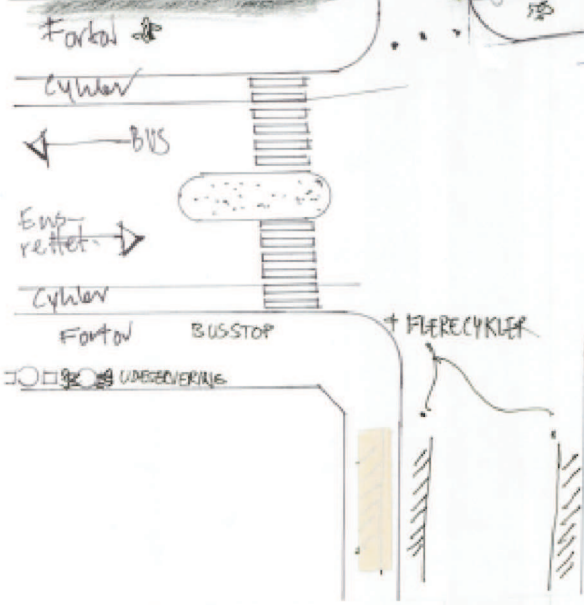 Fortov
Cykler
BUS
Ens-
rettet.
Cykler
Fortov
BUSSTOP
+ FLERE CYKLER
UDESERVERING